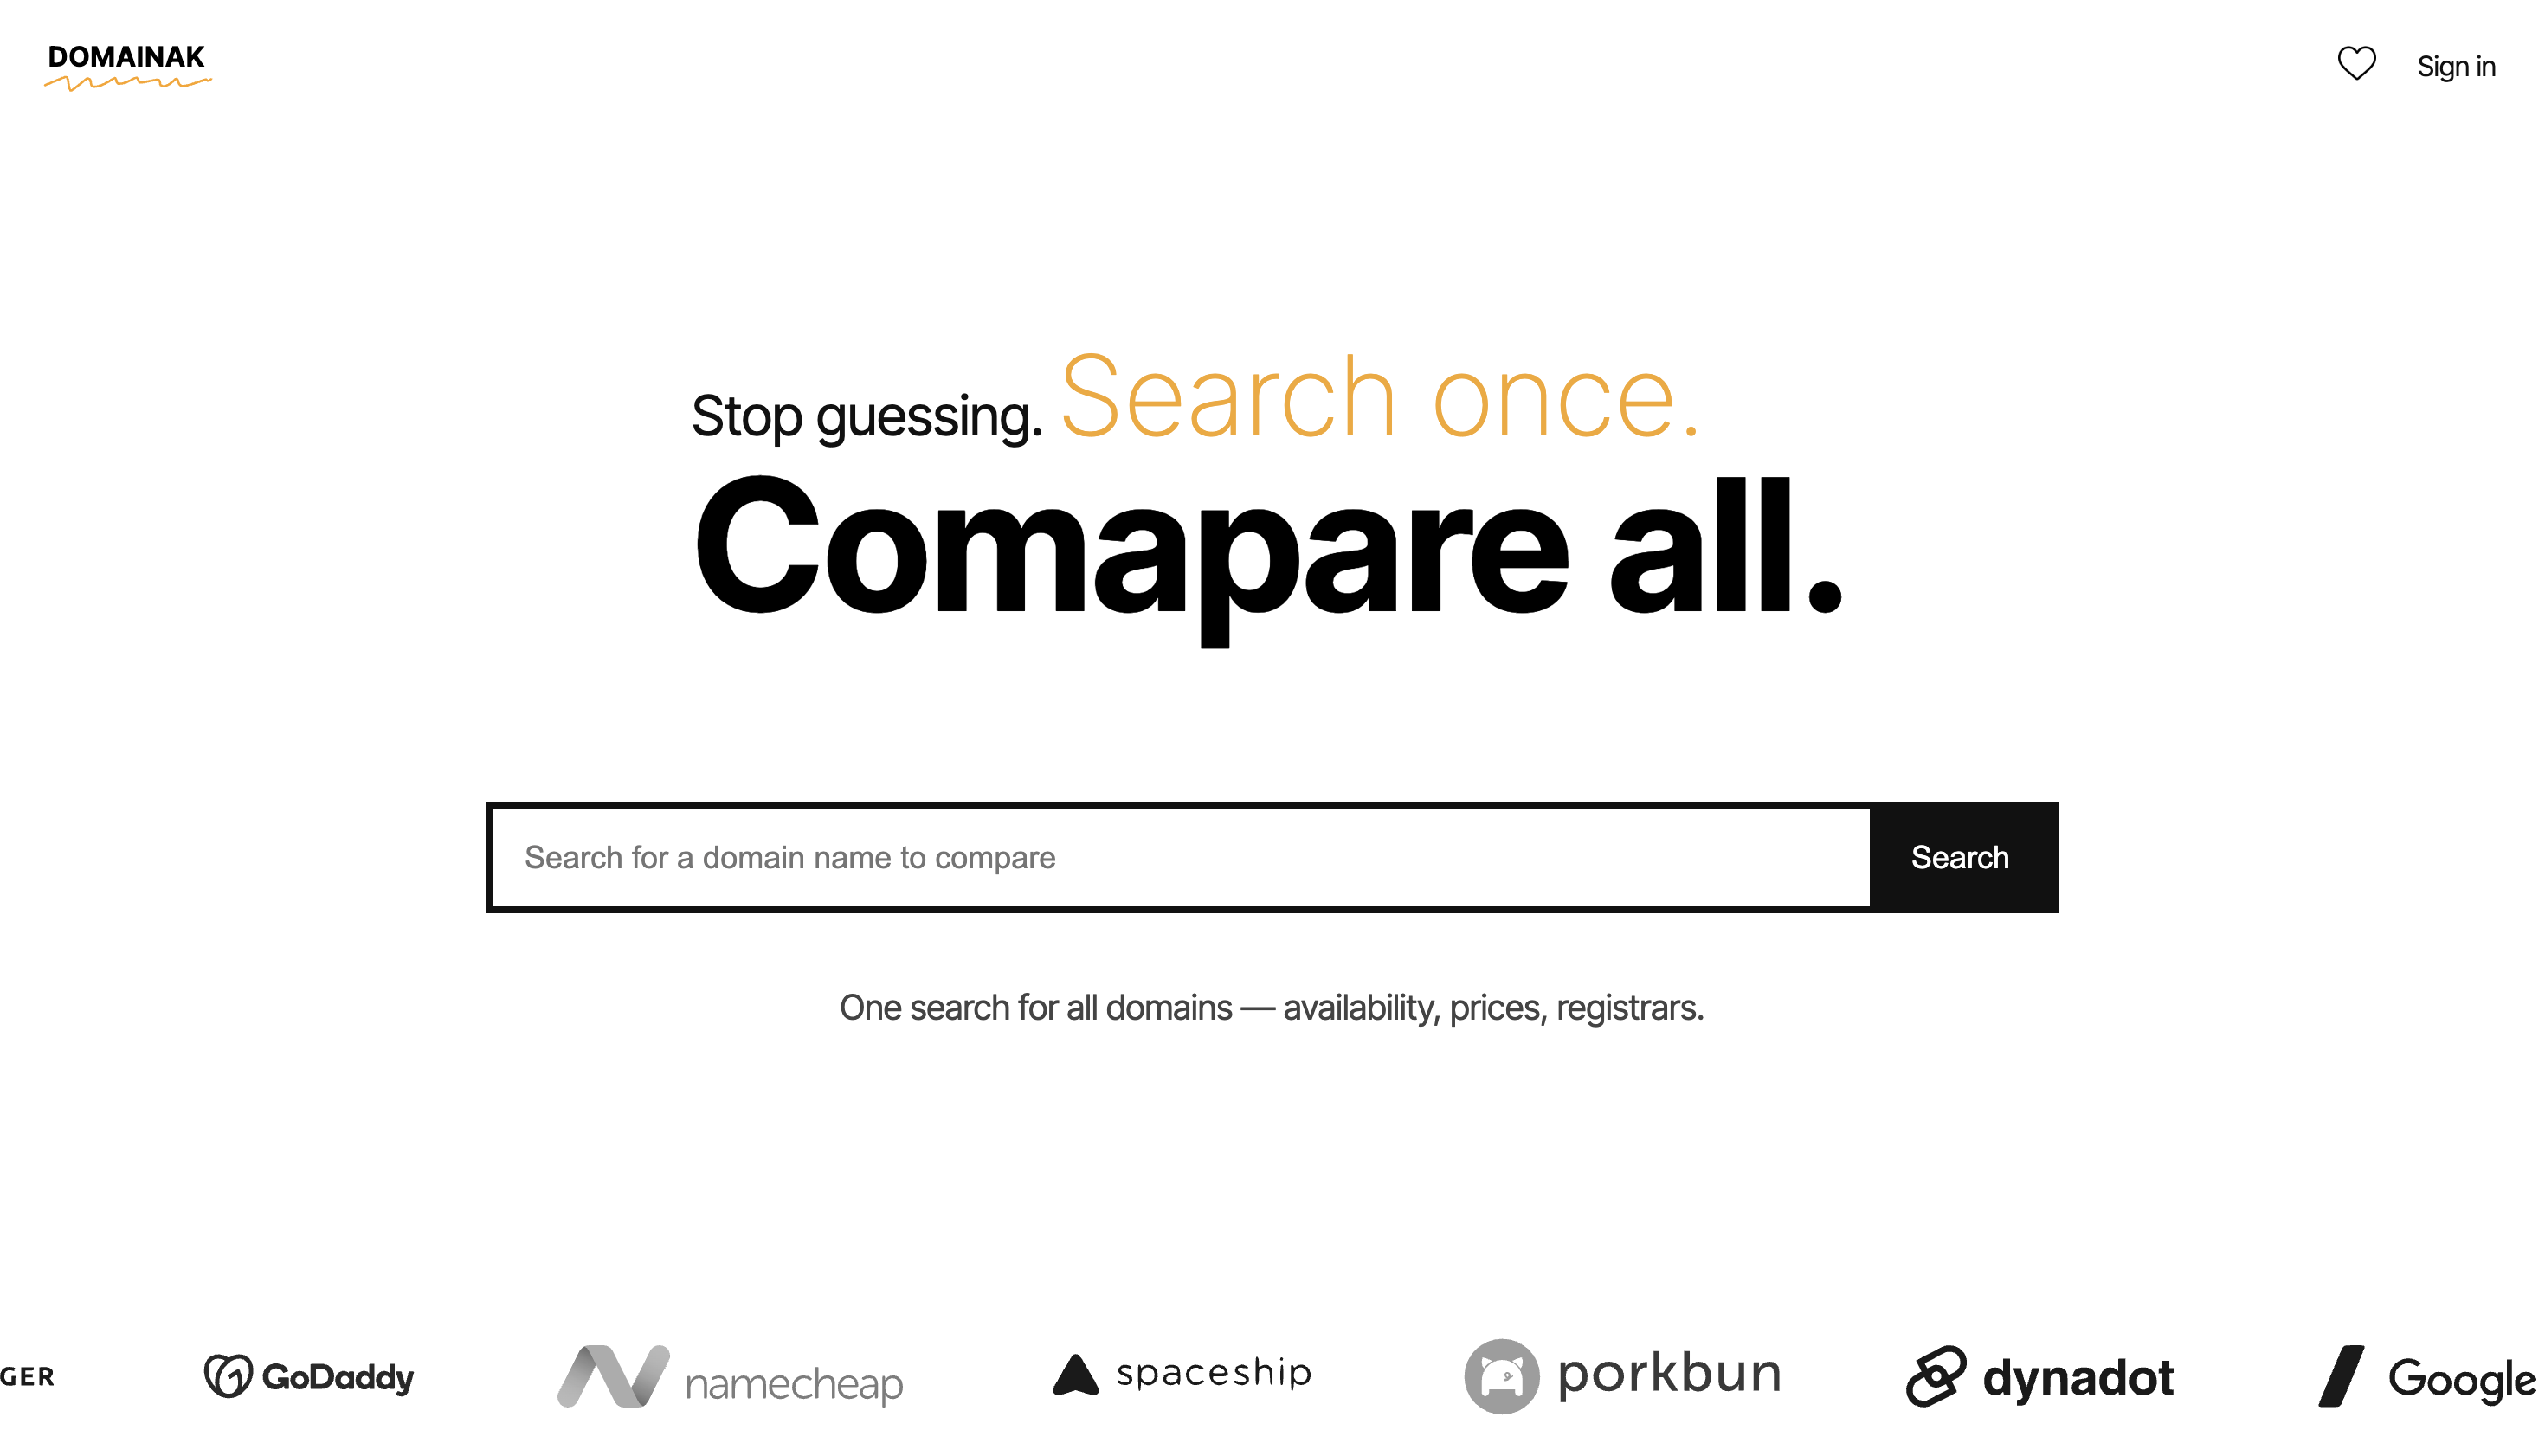 DOMAINAK
Sign in
Stop guessing. Search once.
Comapare all.
Search for a domain name to compare
Search
One search for all domains — availability, prices, registrars.
GER
GoDaddy
namecheap
spaceship
porkbun
dynadot
Google